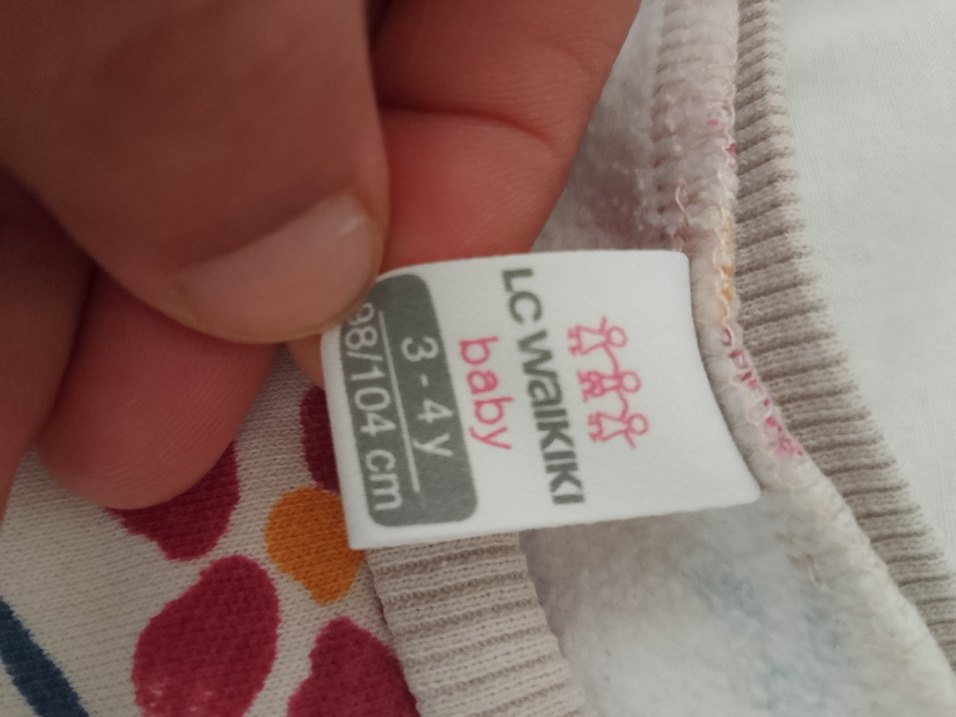 LC WAIKIKI
baby
3 - 4 y
98/104 cm